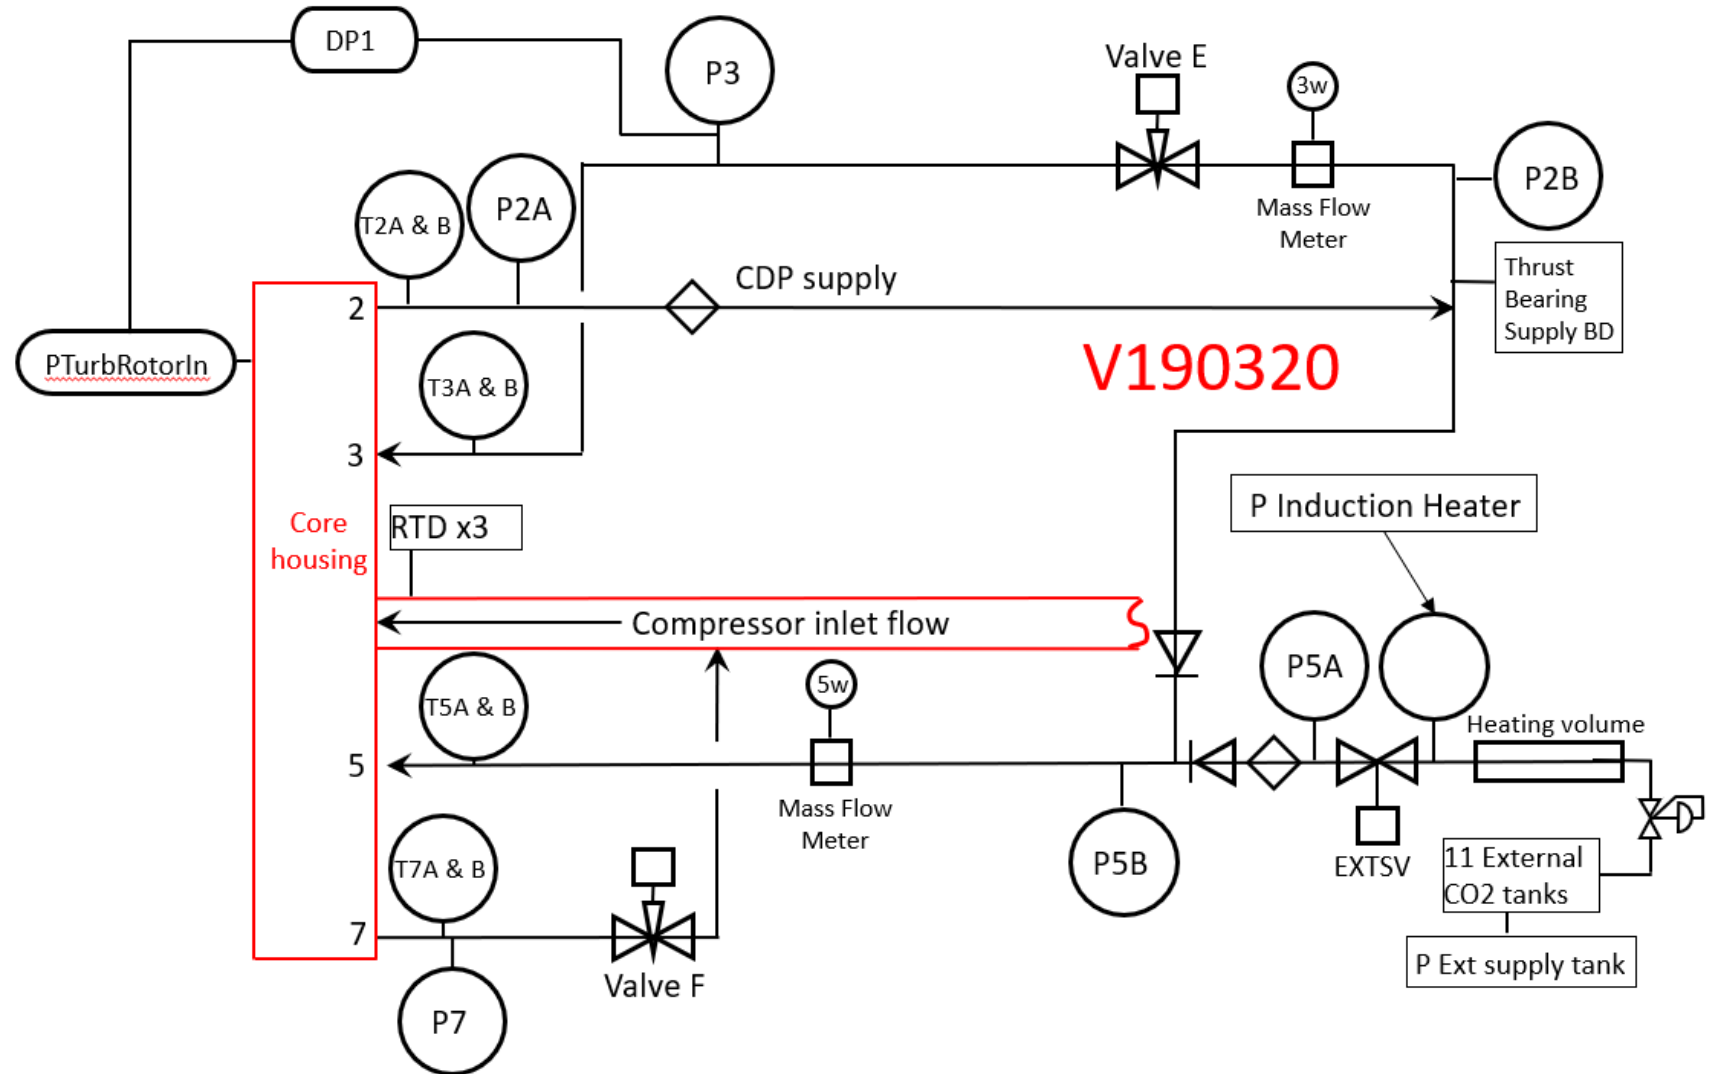 DP1
P3
Valve E
3w
P2B
Mass Flow
Meter
T2A & B
P2A
CDP supply
Thrust
Bearing
Supply BD
2
PTurbRotorIn
T3A & B
V190320
3
RTD x3
P Induction Heater
Core
housing
Compressor inlet flow
T5A & B
5w
P5A
Heating volume
5
Mass Flow
Meter
P5B
EXTSV
11 External
CO2 tanks
T7A & B
7
Valve F
P Ext supply tank
P7